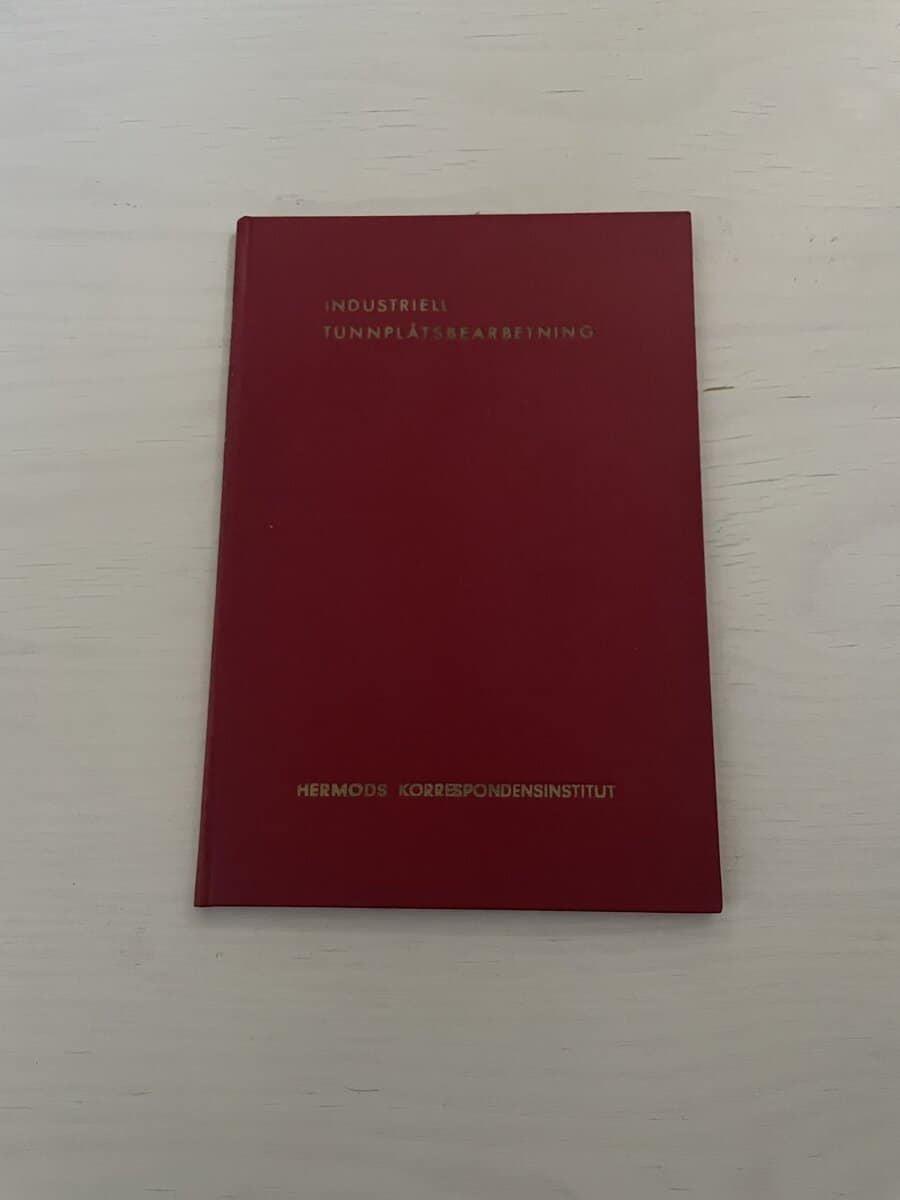 INDUSTRIELL
TUNNPLÅTSBEARBETNING
HERMODS KORRESPONDENSINSTITUT